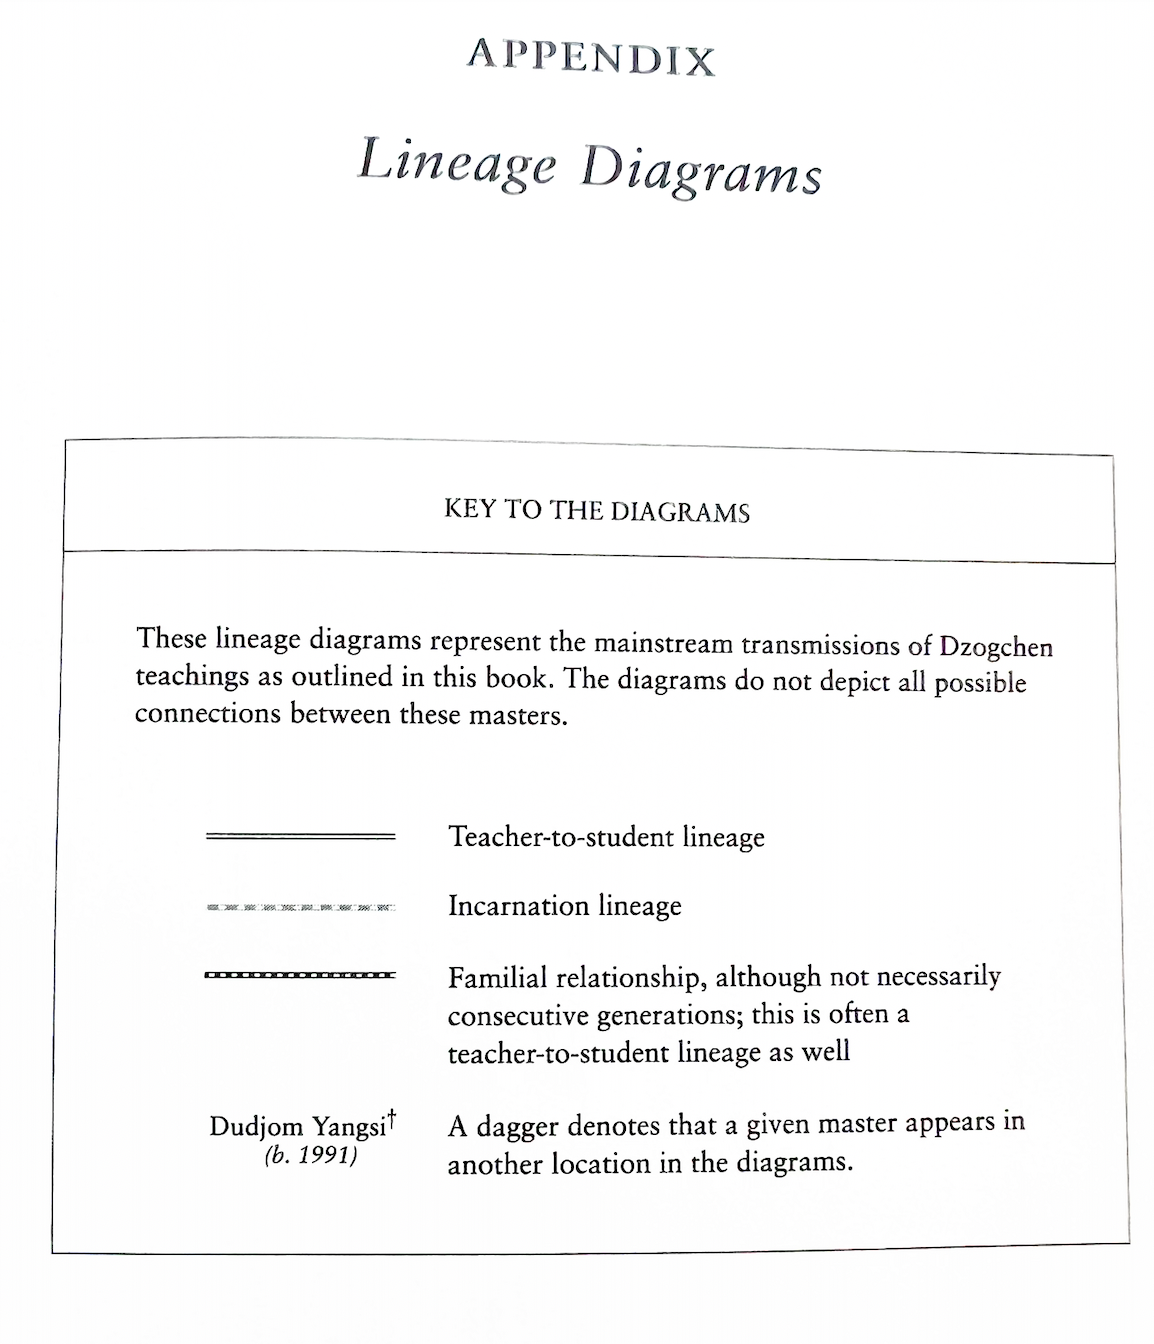 APPENDIX
Lineage Diagrams
KEY TO THE DIAGRAMS
These lineage diagrams represent the mainstream transmissions of Dzogchen
teachings as outlined in this book. The diagrams do not depict all possible
connections between these masters.
Teacher-to-student lineage
Incarnation lineage
Familial relationship, although not necessarily
consecutive generations; this is often a
teacher-to-student lineage as well
Dudjom Yangsi†
(b. 1991)
A dagger denotes that a given master appears in
another location in the diagrams.